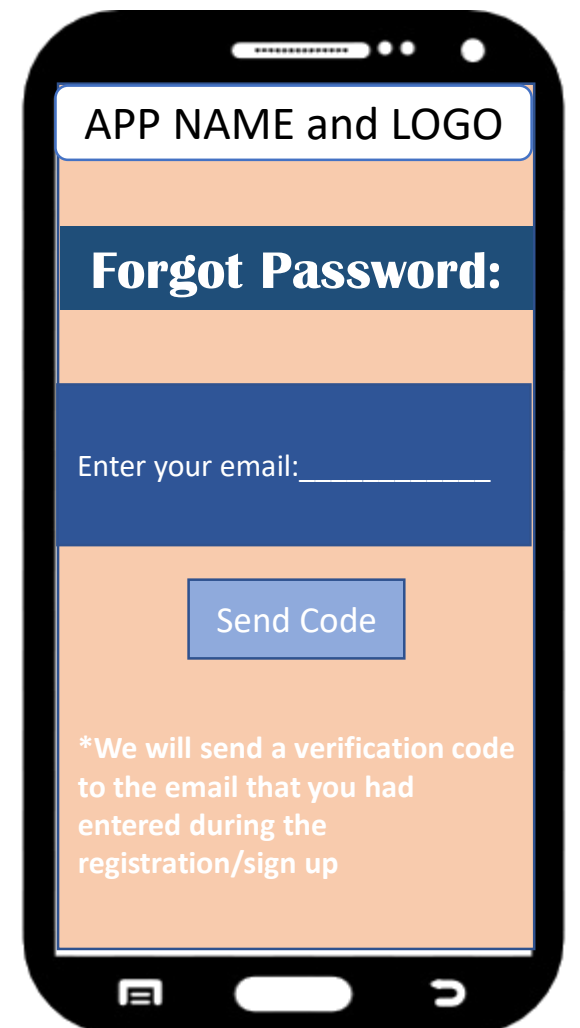 APP NAME and LOGO
Forgot Password:
Enter your email:____________
Send Code
*We will send a verification code
to the email that you had
entered during the
registration/sign up